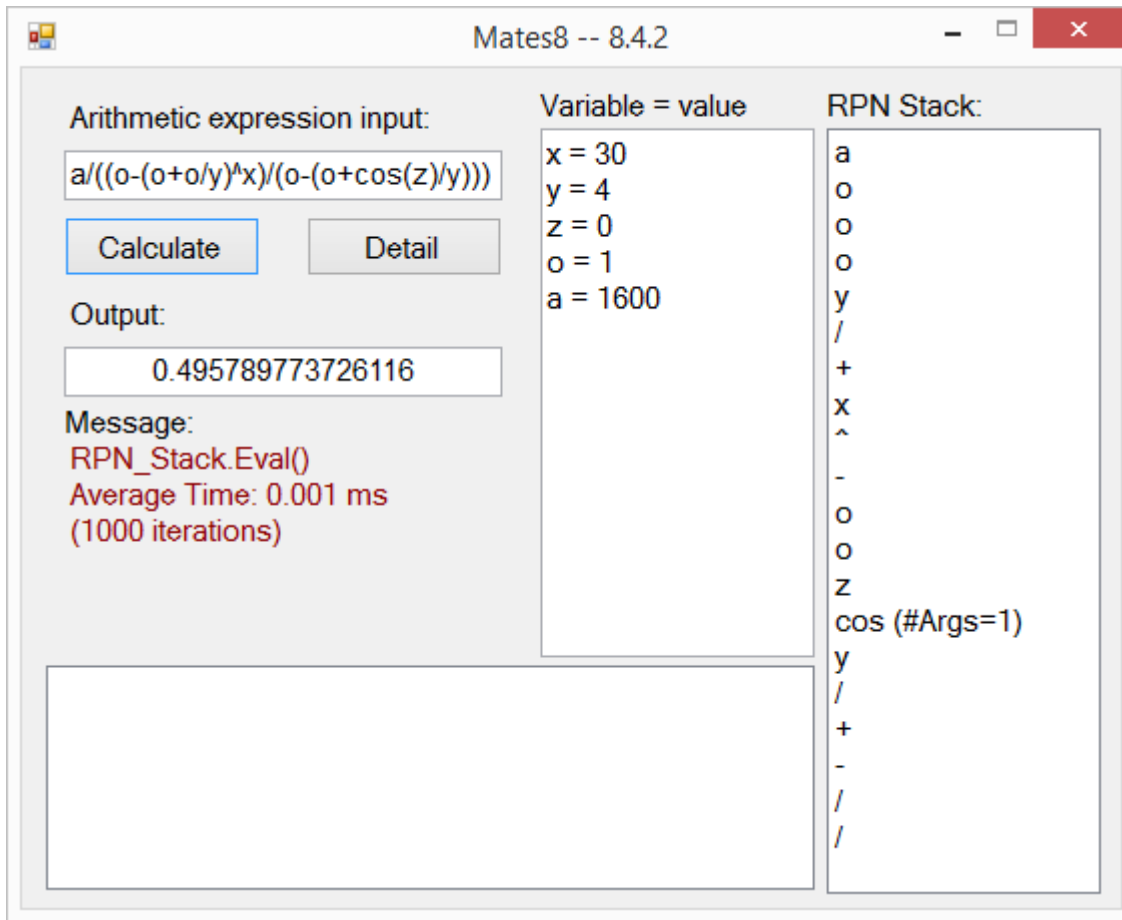 Mates8 -- 8.4.2
Arithmetic expression input:
a/((o-(o+o/y)^x)/(o-(o+cos(z)/y)))
Calculate
Detail
Output:
0.495789773726116
Message:
RPN_Stack.Eval()
Average Time: 0.001 ms
(1000 iterations)
Variable = value
x = 30
y = 4
z = 0
o = 1
a = 1600
RPN Stack:
a
o
o
o
y
/
+
x
^
-
o
o
z
cos (#Args=1)
y
/
+
-
/
/